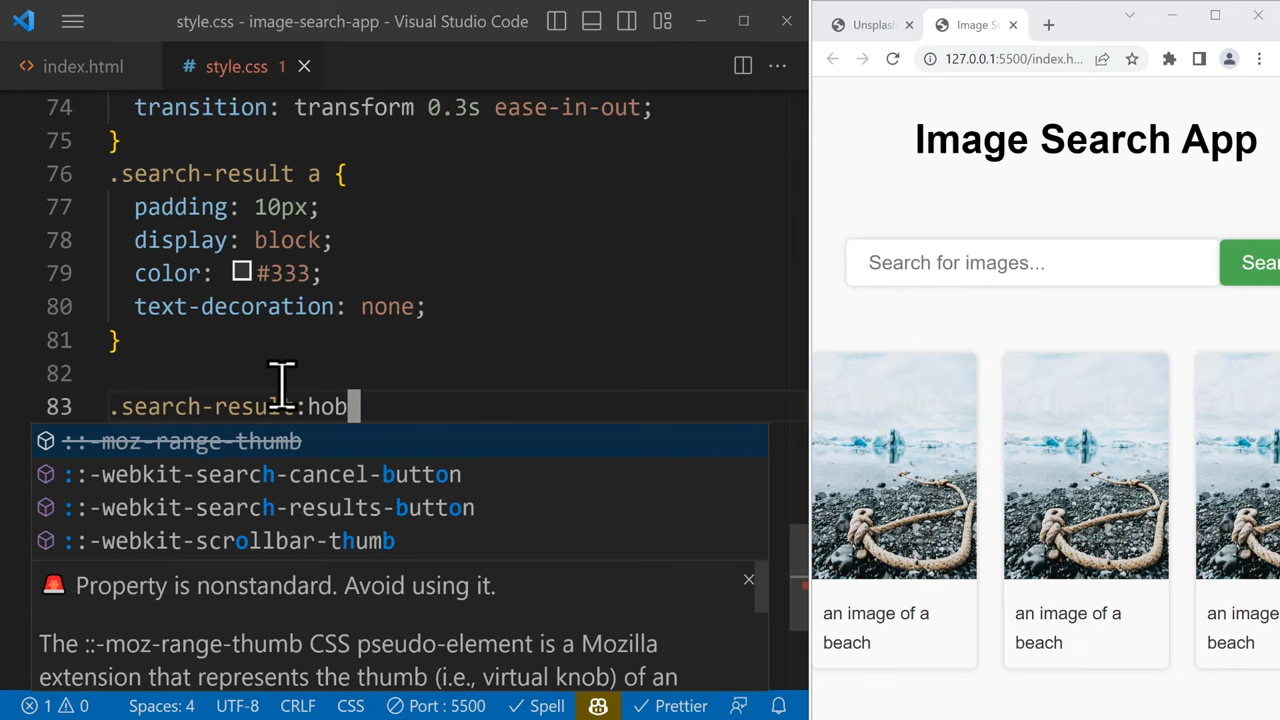 style.css - image-search-app - Visual Studio Code
index.html
# style.css 1
74 transition: transform 0.3s ease-in-out;
75 }
76 .search-result a {
77 padding: 10px;
78 display: block;
79 color: #333;
80 text-decoration: none;
81 }
82
83 .search-result:hob
::-moz-range-thumb
::-webkit-search-cancel-button
::-webkit-search-results-button
::-webkit-scrollbar-thumb
Property is nonstandard. Avoid using it.
The ::-moz-range-thumb CSS pseudo-element is a Mozilla
extension that represents the thumb (i.e., virtual knob) of an
1 0 Spaces: 4 UTF-8 CRLF CSS Port : 5500 Spell Prettier
Unsplash
Image Se
127.0.0.1:5500/index.h...
Image Search App
Search for images...
Sear
an image of a
beach
an image of a
beach
an image
beach